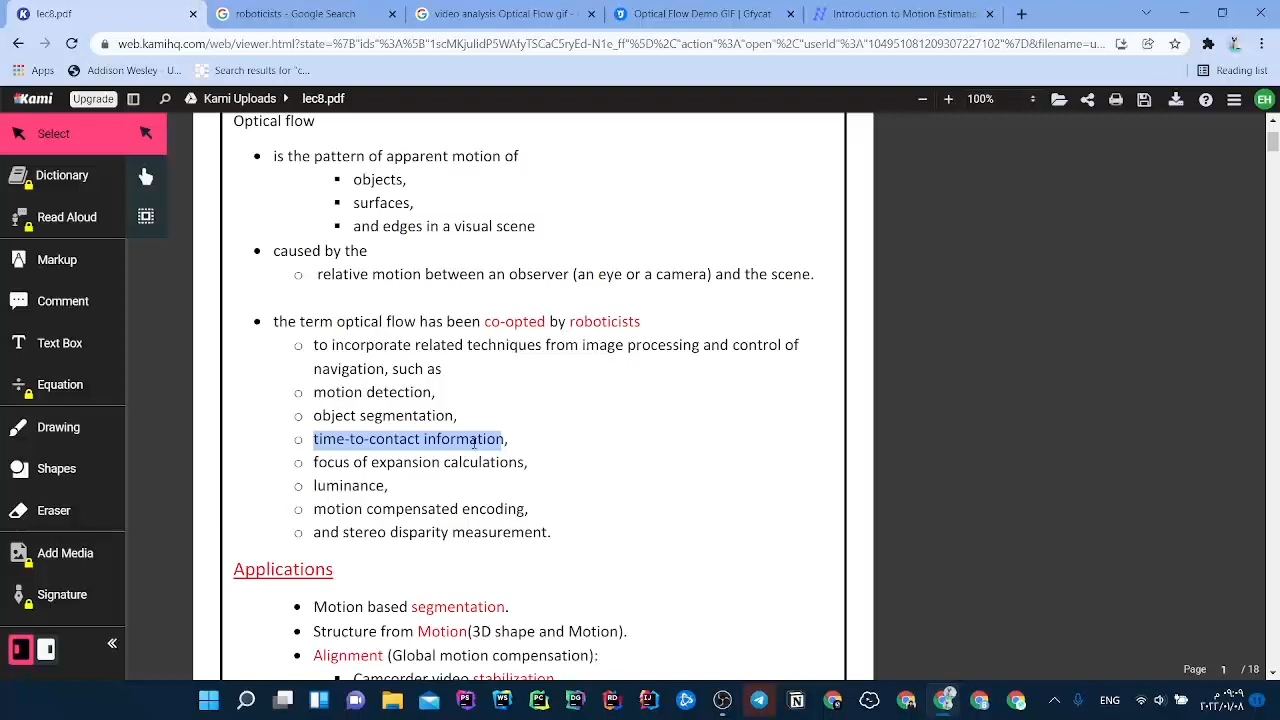 lec8.pdf
roboticists - Google Search
video analysis Optical Flow gif -
Optical Flow Demo GIF | Gfycat
Introduction to Motion Estimatio
web.kamihq.com/web/viewer.html?state=%7B"ids"%3A%5B"1scMKjuIidP5WAfyTSCaC5ryEd-N1e_ff"%5D%2C"action"%3A"open"%2C"userId"%3A"104951081209307227102"%7D&filename=u...
Apps
Addison Wesley - U...
Search results for "c...
Reading list
Kami
Upgrade
Kami Uploads
lec8.pdf
100%
EH
Select
Dictionary
Read Aloud
Markup
Comment
Text Box
Equation
Drawing
Shapes
Eraser
Add Media
Signature
Optical flow
• is the pattern of apparent motion of
▪ objects,
▪ surfaces,
▪ and edges in a visual scene
• caused by the
○ relative motion between an observer (an eye or a camera) and the scene.
• the term optical flow has been co-opted by roboticists
○ to incorporate related techniques from image processing and control of
navigation, such as
○ motion detection,
○ object segmentation,
○ time-to-contact information,
○ focus of expansion calculations,
○ luminance,
○ motion compensated encoding,
○ and stereo disparity measurement.
Applications
• Motion based segmentation.
• Structure from Motion(3D shape and Motion).
• Alignment (Global motion compensation):
▪ Camcorder video stabilization
Page 1 / 18
ENG